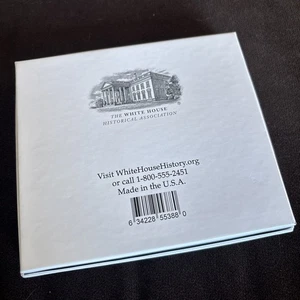 THE WHITE HOUSE
HISTORICAL ASSOCIATION
Visit WhiteHouseHistory.org
or call 1-800-555-2451
Made in the U.S.A.
6 34228 55388 0